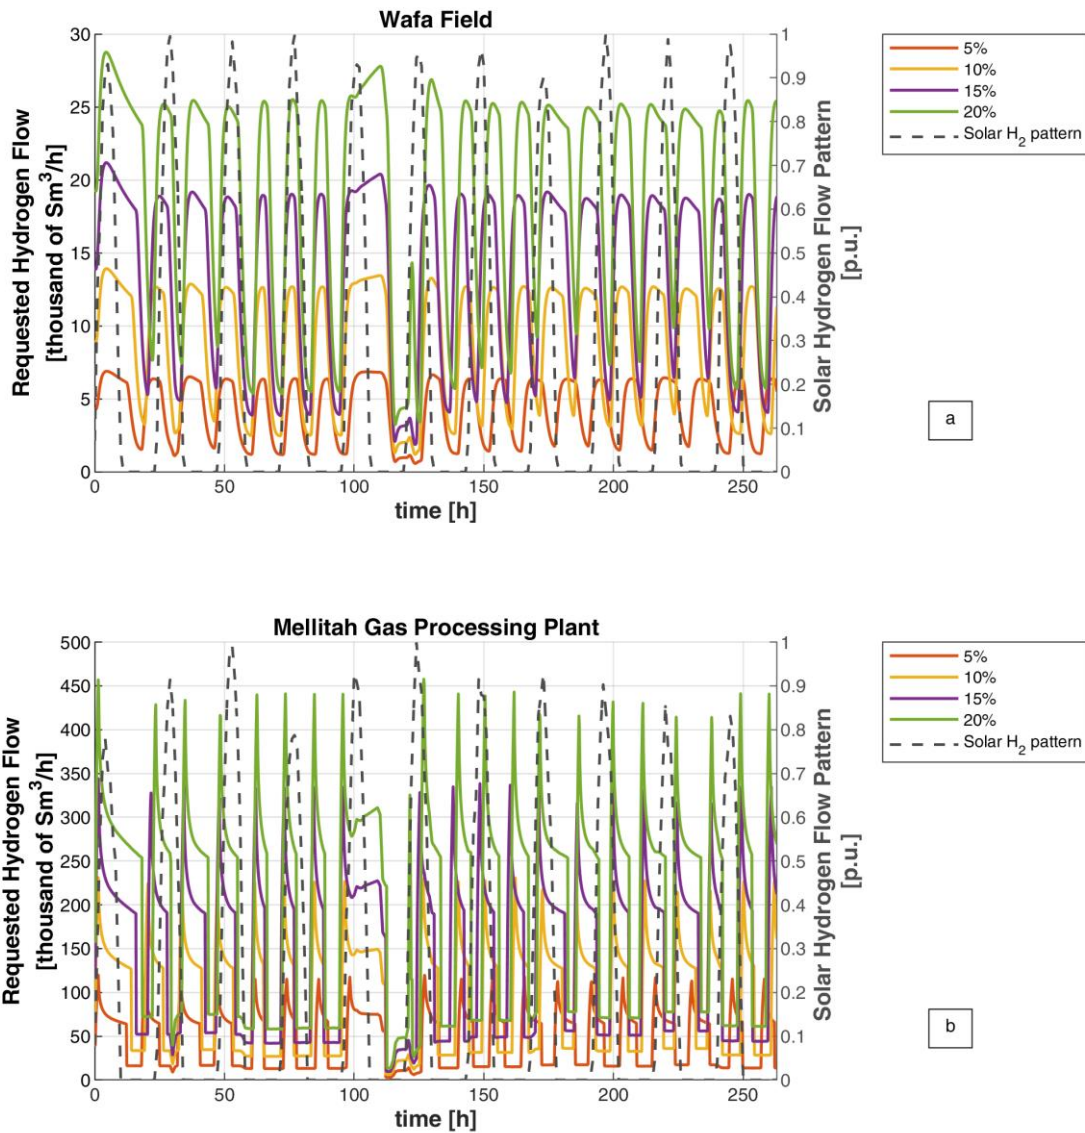 Wafa Field
Requested Hydrogen Flow
[thousand of Sm³/h]
30
25
20
15
10
5
0
0 50 100 150 200 250
time [h]
1
0.9
0.8
0.7
0.6
0.5
0.4
0.3
0.2
0.1
0
Solar Hydrogen Flow Pattern
[p.u.]
5%
10%
15%
20%
Solar H₂ pattern
a
Mellitah Gas Processing Plant
Requested Hydrogen Flow
[thousand of Sm³/h]
500
450
400
350
300
250
200
150
100
50
0
0 50 100 150 200 250
time [h]
1
0.9
0.8
0.7
0.6
0.5
0.4
0.3
0.2
0.1
0
Solar Hydrogen Flow Pattern
[p.u.]
5%
10%
15%
20%
Solar H₂ pattern
b